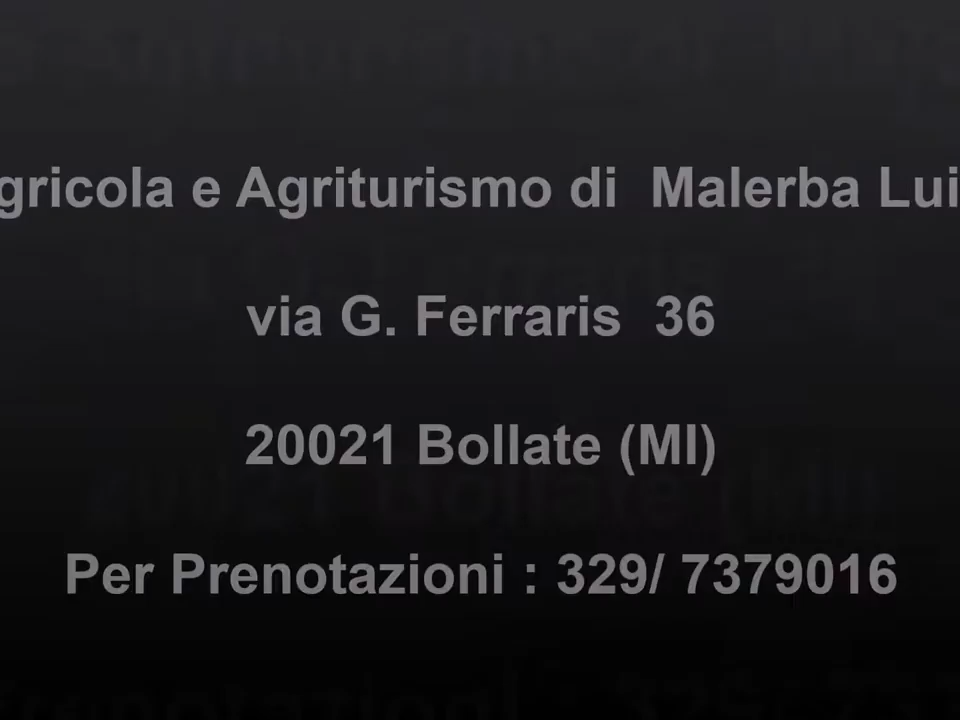 gricola e Agriturismo di Malerba Lui
via G. Ferraris 36
20021 Bollate (MI)
Per Prenotazioni : 329/ 7379016